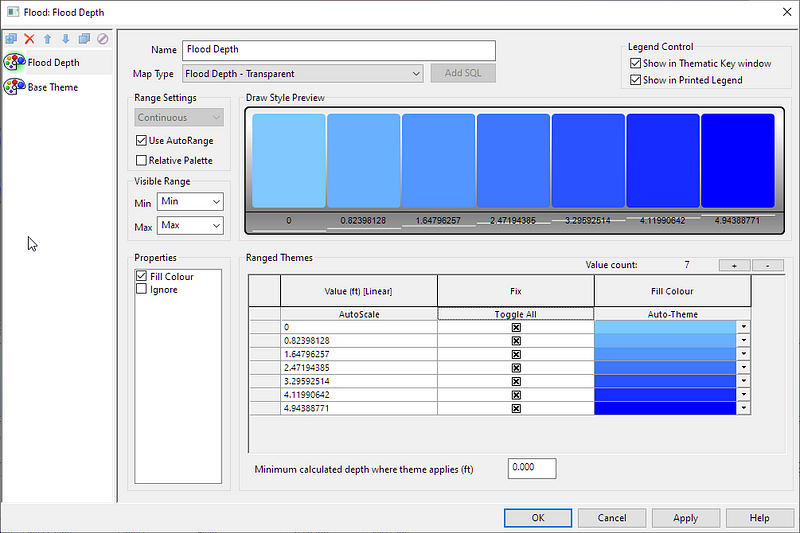 Flood: Flood Depth
Flood Depth
Base Theme
Name Flood Depth
Map Type Flood Depth - Transparent Add SQL
Legend Control
Show in Thematic Key window
Show in Printed Legend
Range Settings
Continuous
Use AutoRange
Relative Palette
Visible Range
Min Min
Max Max
Draw Style Preview
0 0.82398128 1.64796257 2.47194385 3.29592514 4.11990642 4.94388771
Properties
Fill Colour
Ignore
Ranged Themes
Value count: 7 + -
Value (ft) [Linear] Fix Fill Colour
AutoScale Toggle All Auto-Theme
0
0.82398128
1.64796257
2.47194385
3.29592514
4.11990642
4.94388771
Minimum calculated depth where theme applies (ft) 0.000
OK Cancel Apply Help